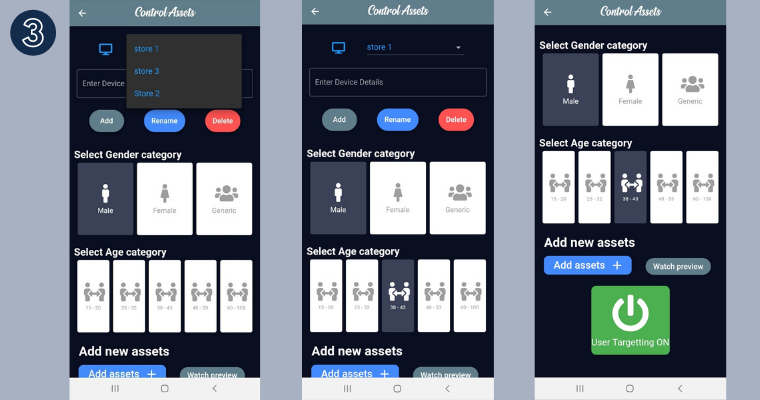 3
Control Assets
store 1
store 3
Store 2
Enter Device
Add
Rename
Delete
Select Gender category
Male
Female
Generic
Select Age category
15 - 20
25 - 32
38 - 43
48 - 53
60 - 100
Add new assets
Add assets +
Watch preview
Control Assets
store 1
Enter Device Details
Add
Rename
Delete
Select Gender category
Male
Female
Generic
Select Age category
15 - 20
25 - 32
38 - 43
48 - 53
60 - 100
Add new assets
Add assets +
Watch preview
Control Assets
Select Gender category
Male
Female
Generic
Select Age category
15 - 20
25 - 32
38 - 43
48 - 53
60 - 100
Add new assets
Add assets +
Watch preview
User Targetting ON